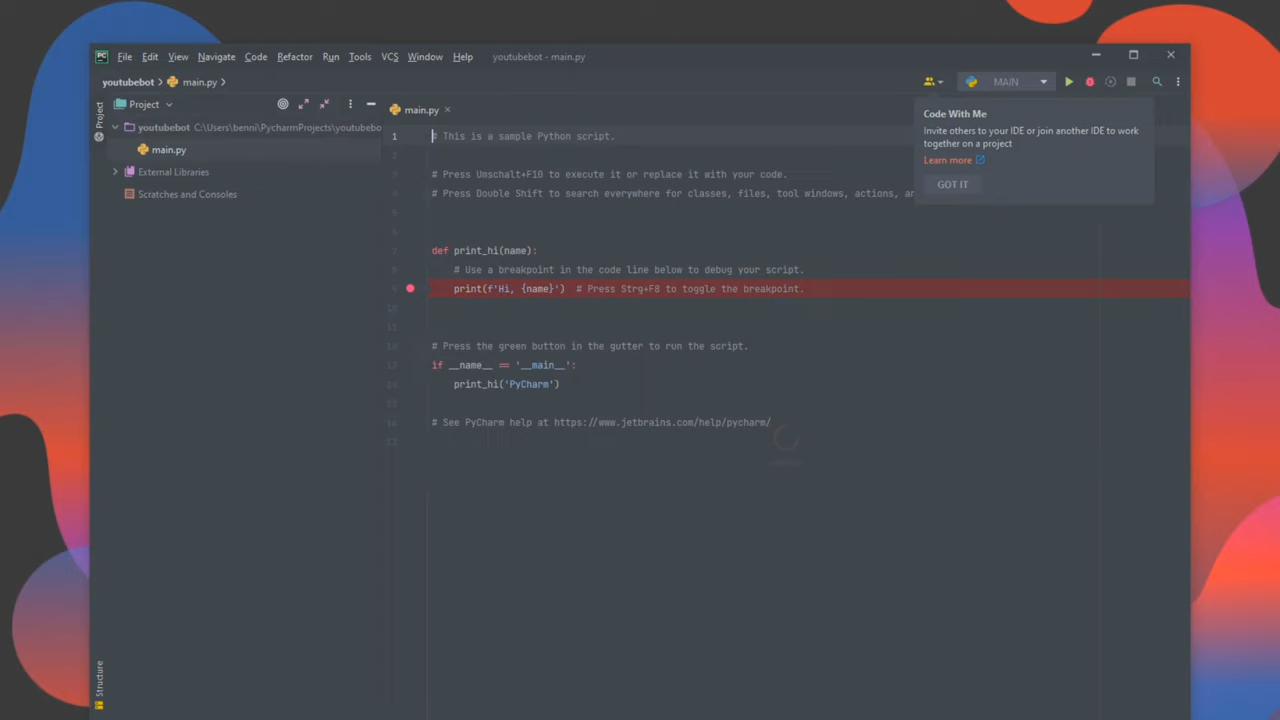 PC File Edit View Navigate Code Refactor Run Tools VCS Window Help youtubebot - main.py
youtubebot main.py MAIN
Project
Project main.py
Code With Me
Invite others to your IDE or join another IDE to work
together on a project
Learn more
GOT IT
youtubebot C:\Users\benni\PycharmProjects\youtubebo
main.py
External Libraries
Scratches and Consoles
1 # This is a sample Python script.
# Press Umschalt+F10 to execute it or replace it with your code.
# Press Double Shift to search everywhere for classes, files, tool windows, actions, an
def print_hi(name):
# Use a breakpoint in the code line below to debug your script.
print(f'Hi, {name}') # Press Strg+F8 to toggle the breakpoint.
# Press the green button in the gutter to run the script.
if __name__ == '__main__':
print_hi('PyCharm')
# See PyCharm help at https://www.jetbrains.com/help/pycharm/
Structure